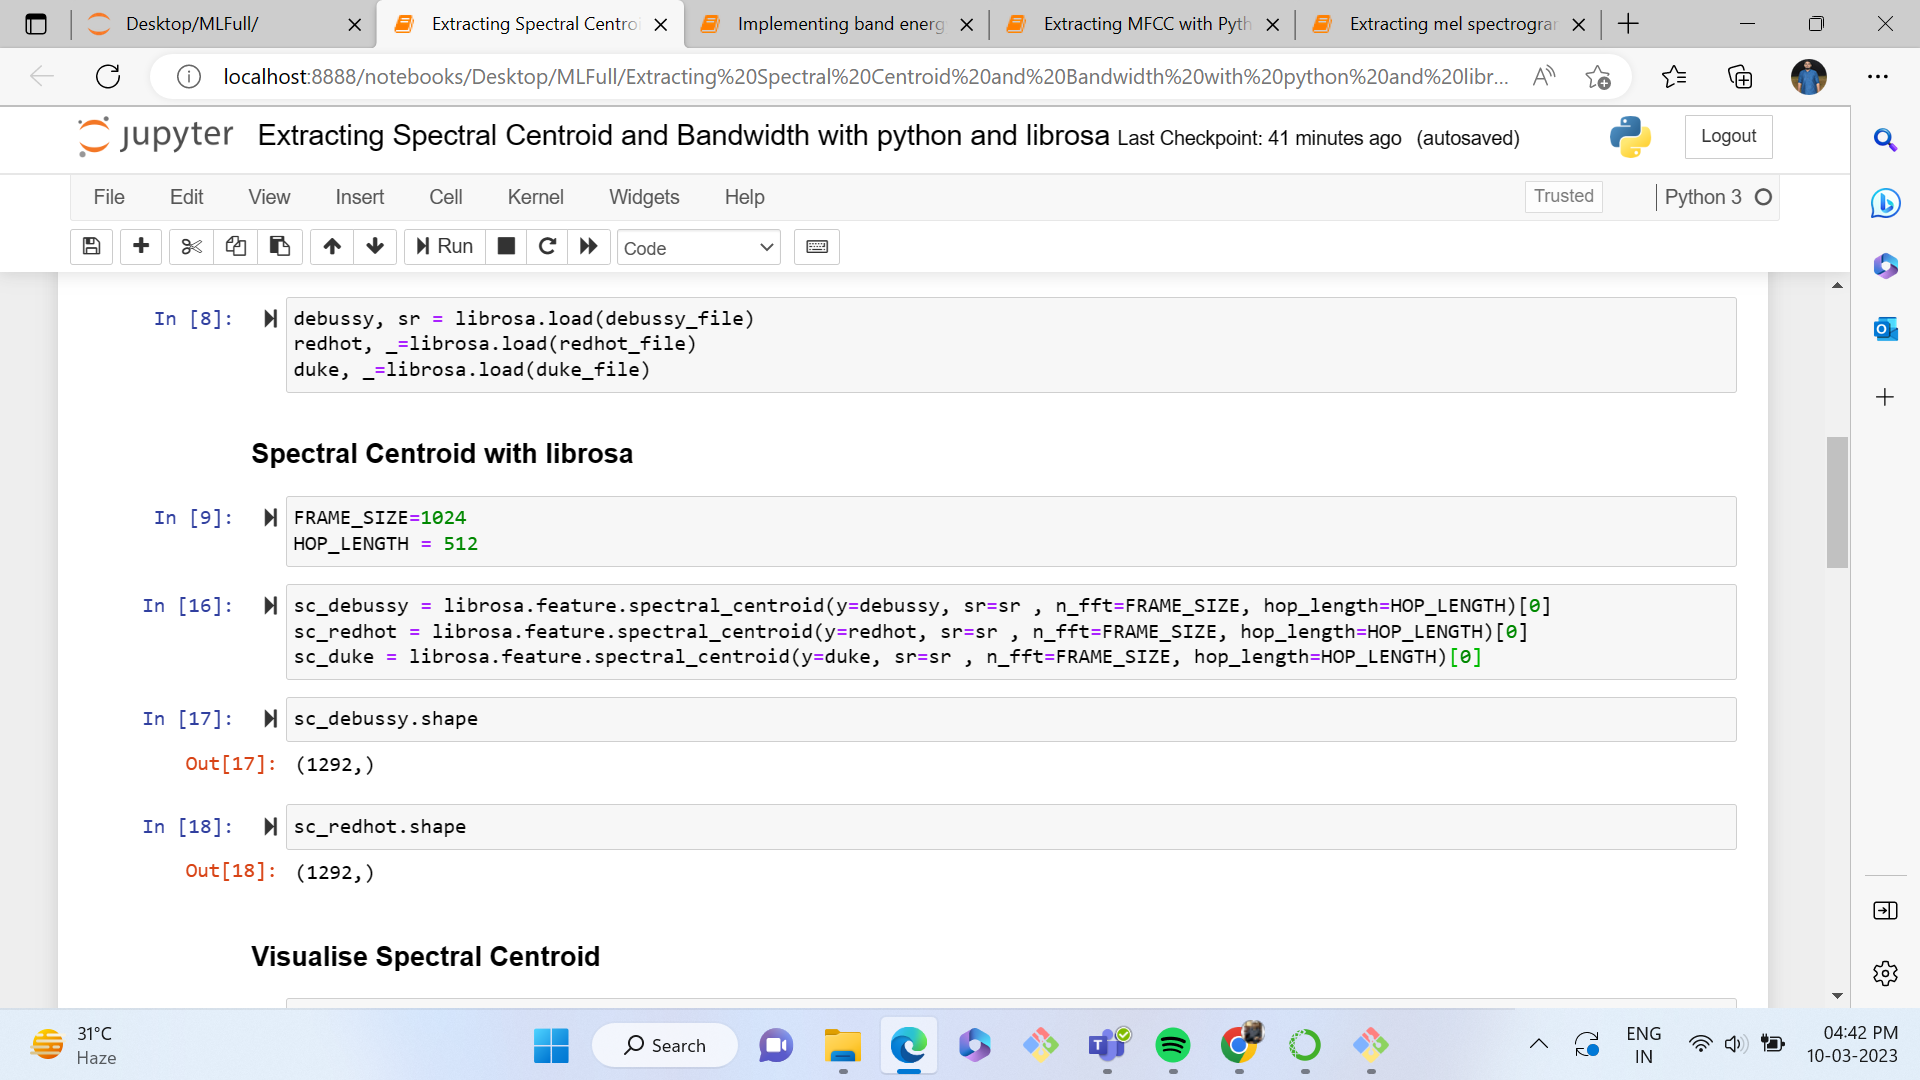 Desktop/MLFull/
Extracting Spectral Centroi
Implementing band energ
Extracting MFCC with Pyth
Extracting mel spectrogran
localhost:8888/notebooks/Desktop/MLFull/Extracting%20Spectral%20Centroid%20and%20Bandwidth%20with%20python%20and%20libr...
jupyter Extracting Spectral Centroid and Bandwidth with python and librosa Last Checkpoint: 41 minutes ago (autosaved)
Logout
File Edit View Insert Cell Kernel Widgets Help
Trusted
Python 3
Run
Code
In [8]:
debussy, sr = librosa.load(debussy_file)
redhot, _=librosa.load(redhot_file)
duke, _=librosa.load(duke_file)
Spectral Centroid with librosa
In [9]:
FRAME_SIZE=1024
HOP_LENGTH = 512
In [16]:
sc_debussy = librosa.feature.spectral_centroid(y=debussy, sr=sr , n_fft=FRAME_SIZE, hop_length=HOP_LENGTH)[0]
sc_redhot = librosa.feature.spectral_centroid(y=redhot, sr=sr , n_fft=FRAME_SIZE, hop_length=HOP_LENGTH)[0]
sc_duke = librosa.feature.spectral_centroid(y=duke, sr=sr , n_fft=FRAME_SIZE, hop_length=HOP_LENGTH)[0]
In [17]:
sc_debussy.shape
Out[17]: (1292,)
In [18]:
sc_redhot.shape
Out[18]: (1292,)
Visualise Spectral Centroid
31°C
Haze
Search
ENG
IN
04:42 PM
10-03-2023